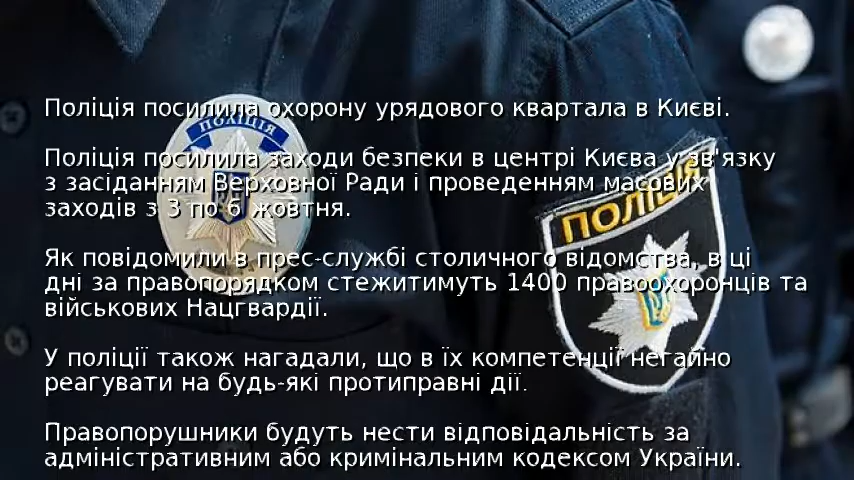 Поліція посилила охорону урядового квартала в Києві.
Поліція посилила заходи безпеки в центрі Києва у зв'язку
з засіданням Верховної Ради і проведенням масових
заходів з 3 по 6 жовтня.
Як повідомили в прес-службі столичного відомства, в ці
дні за правопорядком стежитимуть 1400 правоохоронців та
військових Нацгвардії.
У поліції також нагадали, що в їх компетенції негайно
реагувати на будь-які протиправні дії.
Правопорушники будуть нести відповідальність за
адміністративним або кримінальним кодексом України.
ПОЛІЦІЯ
ПОЛІЦІЯ